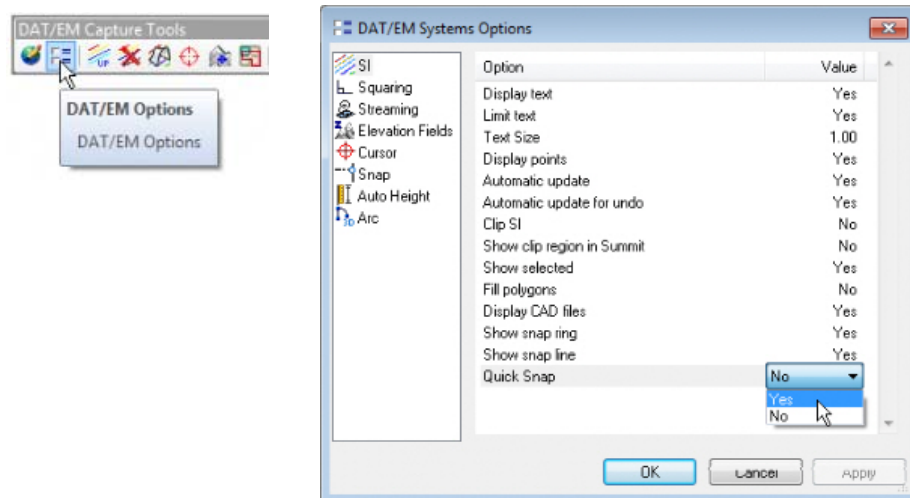 DAT/EM Capture Tools
UP
DAT/EM Options
DAT/EM Options
DAT/EM Systems Options
SI
Squaring
Streaming
Elevation Fields
Cursor
Snap
Auto Height
Arc
Option Value
Display text Yes
Limit text Yes
Text Size 1.00
Display points Yes
Automatic update Yes
Automatic update for undo Yes
Clip SI No
Show clip region in Summit No
Show selected Yes
Fill polygons No
Display CAD files Yes
Show snap ring Yes
Show snap line Yes
Quick Snap No
Yes
No
OK Cancel Apply